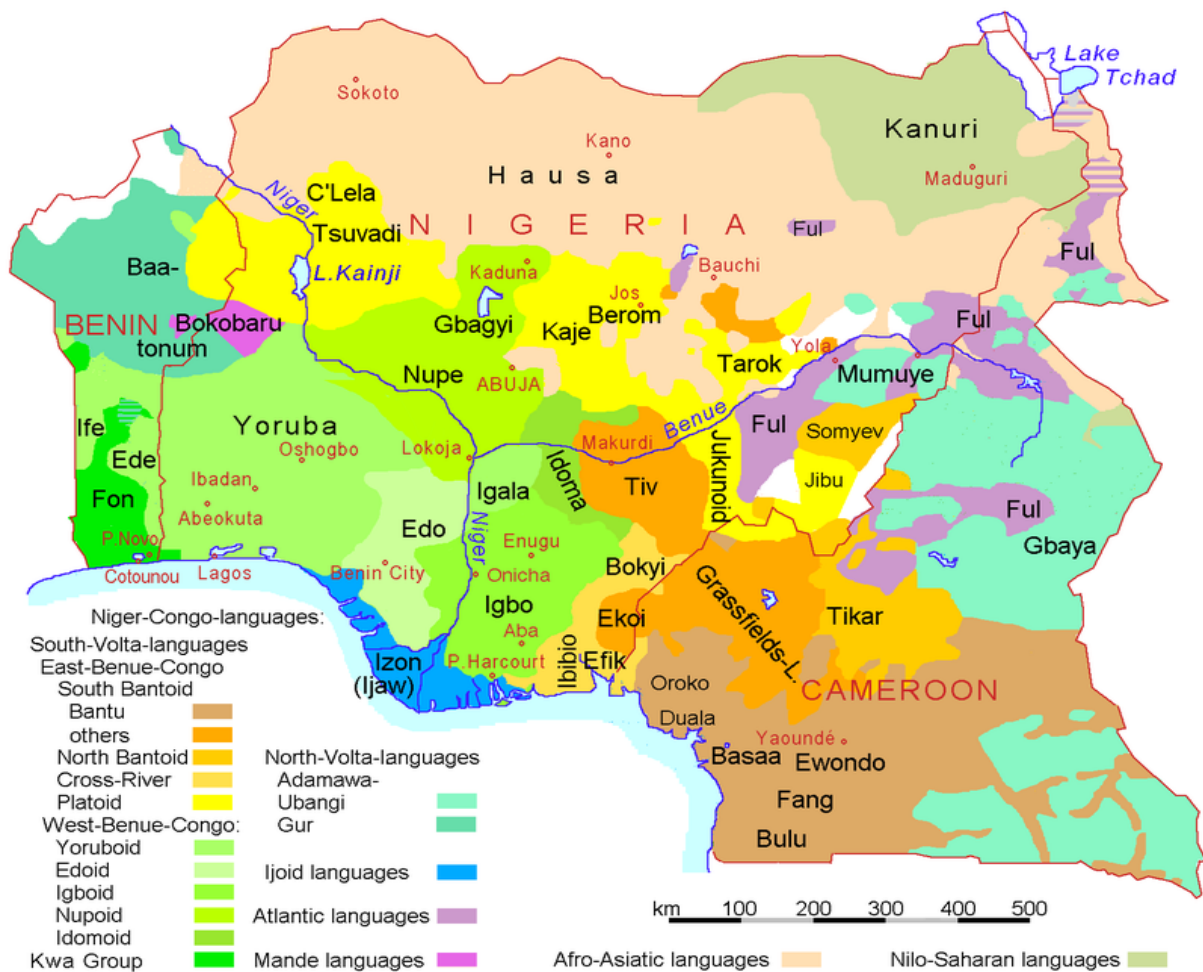 Lake
Tchad
Sokoto
Kanuri
Kano
Hausa
Maduguri
Niger
C'Lela
NIGERIA
Tsuvadi
Ful
Ful
Baa-
L.Kainji
Kaduna
Bauchi
Jos
BENIN
Bokobaru
Gbagyi
Berom
Ful
tonum
Kaje
Yola
Tarok
Mumuye
Nupe
ABUJA
Benue
Ife
Yoruba
Ful
Somyev
Oshogbo
Lokoja
Makurdi
Ede
Idoma
Jukunoid
Jibu
Ibadan
Igala
Tiv
Fon
Abeokuta
Ful
Edo
Niger
Gbaya
P.Novo
Enugu
Cotounou
Lagos
Benin City
Onicha
Bokyi
Grassfields-L.
Igbo
Ekoi
Tikar
Aba
Izon
(Ijaw)
P.Harcourt
Ibibio
Efik
Oroko
CAMEROON
Duala
Yaoundé
Basaa
Ewondo
Fang
Bulu
Niger-Congo-languages:
South-Volta-languages
East-Benue-Congo
South Bantoid
Bantu
others
North Bantoid
Cross-River
Platoid
West-Benue-Congo:
Yoruboid
Edoid
Igboid
Nupoid
Idomoid
Kwa Group
North-Volta-languages
Adamawa-
Ubangi
Gur
Ijoid languages
Atlantic languages
Mande languages
km 100 200 300 400 500
Afro-Asiatic languages
Nilo-Saharan languages